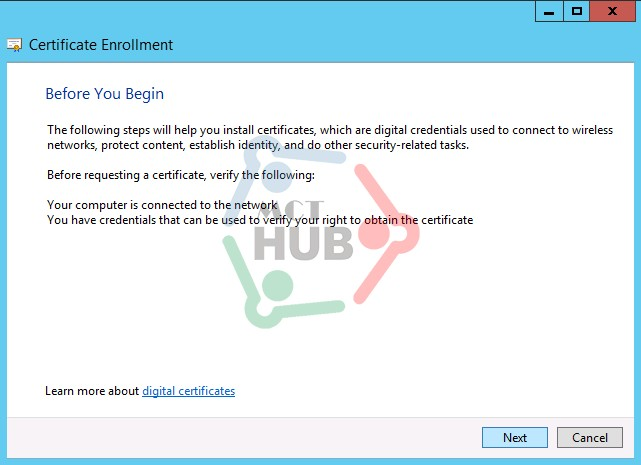 Certificate Enrollment
Before You Begin
The following steps will help you install certificates, which are digital credentials used to connect to wireless
networks, protect content, establish identity, and do other security-related tasks.
Before requesting a certificate, verify the following:
Your computer is connected to the network
You have credentials that can be used to verify your right to obtain the certificate
MCT
HUB
Learn more about digital certificates
Next
Cancel